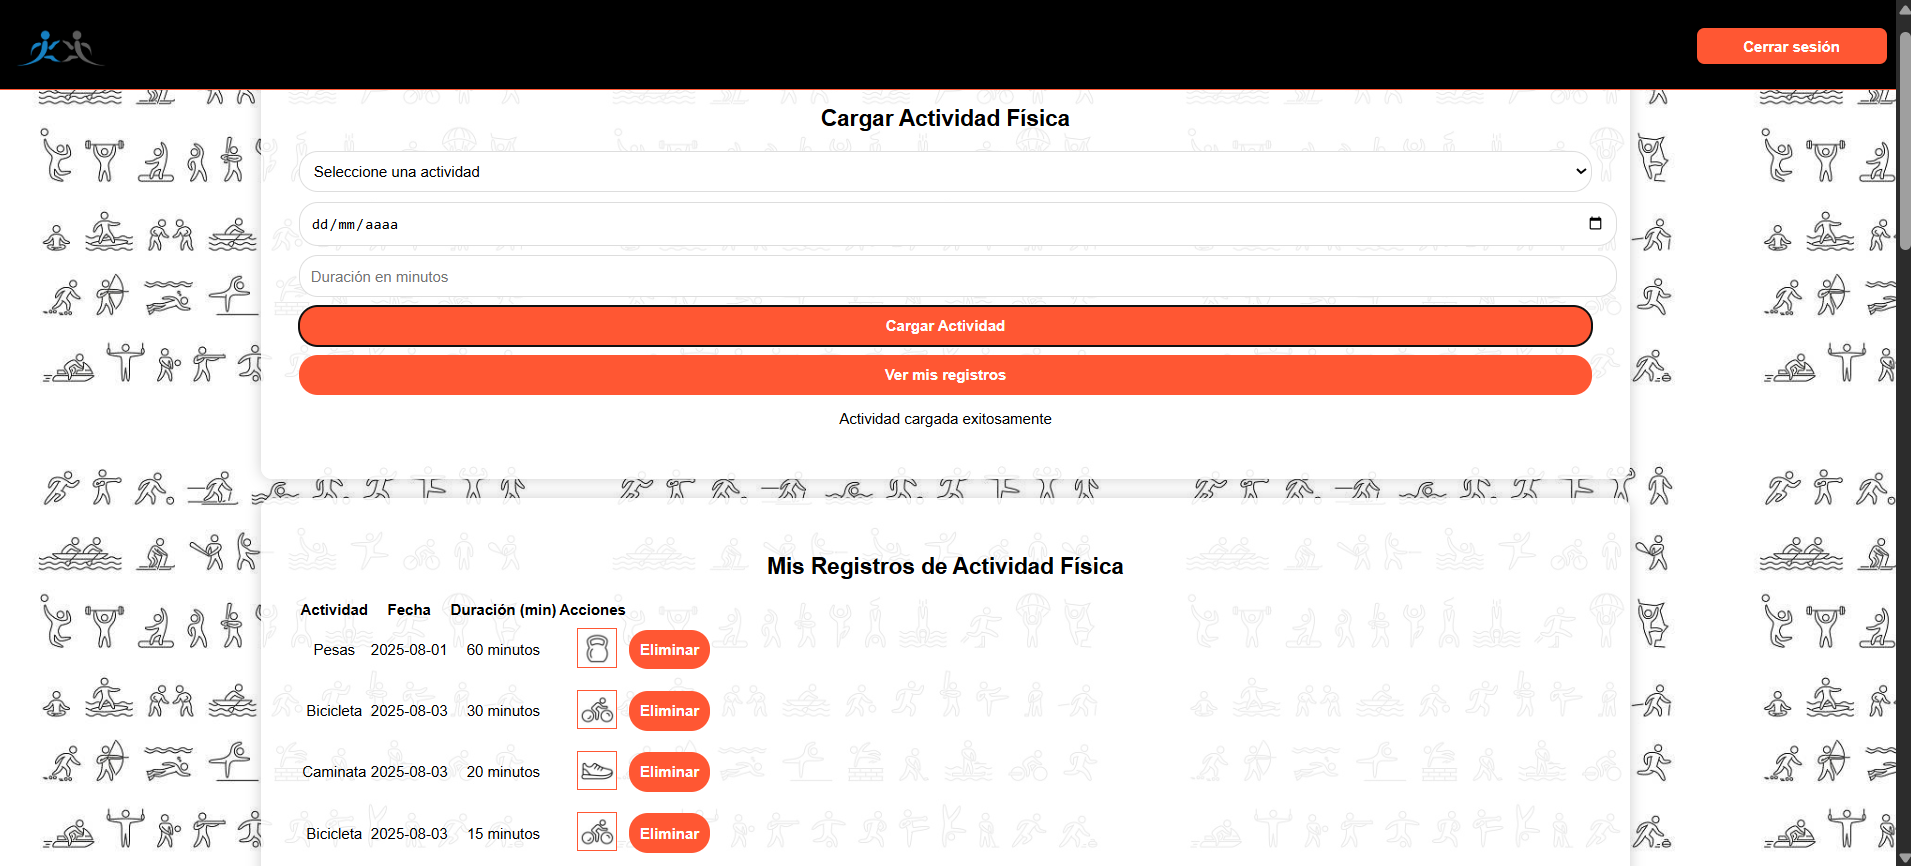 Cerrar sesión
Cargar Actividad Física
Seleccione una actividad
dd/mm/aaaa
Duración en minutos
Cargar Actividad
Ver mis registros
Actividad cargada exitosamente
Mis Registros de Actividad Física
Actividad Fecha Duración (min) Acciones
Pesas 2025-08-01 60 minutos Eliminar
Bicicleta 2025-08-03 30 minutos Eliminar
Caminata 2025-08-03 20 minutos Eliminar
Bicicleta 2025-08-03 15 minutos Eliminar